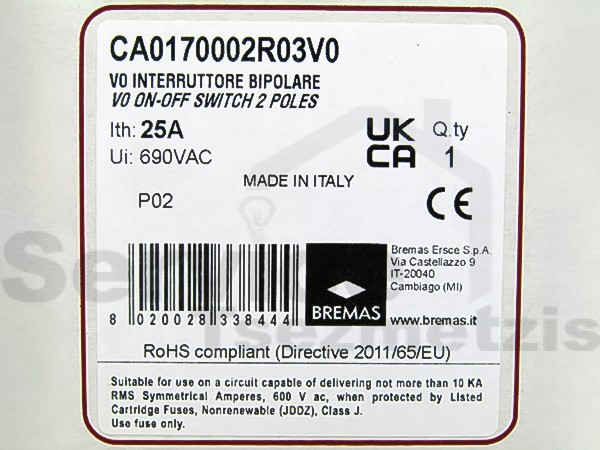 CA0170002R03V0
V0 INTERRUTTORE BIPOLARE
V0 ON-OFF SWITCH 2 POLES
Ith: 25A
Ui: 690VAC
UK
CA
Q.ty
1
MADE IN ITALY
P02
CE
Bremas Ersce S.p.A.
Via Castellazzo 9
IT-20040
Cambiago (MI)
BREMAS
www.bremas.it
8 020028 338444
RoHS compliant (Directive 2011/65/EU)
Suitable for use on a circuit capable of delivering not more than 10 KA
RMS Symmetrical Amperes, 600 V ac, when protected by Listed
Cartridge Fuses, Nonrenewable (JDDZ), Class J.
Use fuse only.